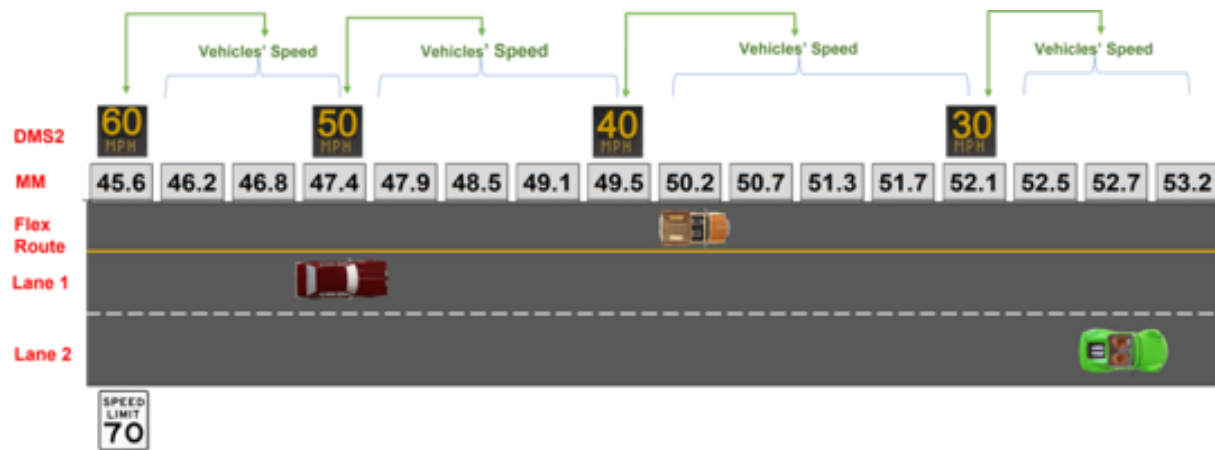 Vehicles' Speed Vehicles' Speed Vehicles' Speed Vehicles' Speed
DMS2 60 MPH 50 MPH 40 MPH 30 MPH
MM 45.6 46.2 46.8 47.4 47.9 48.5 49.1 49.5 50.2 50.7 51.3 51.7 52.1 52.5 52.7 53.2
Flex
Route
Lane 1
Lane 2
SPEED
LIMIT
70